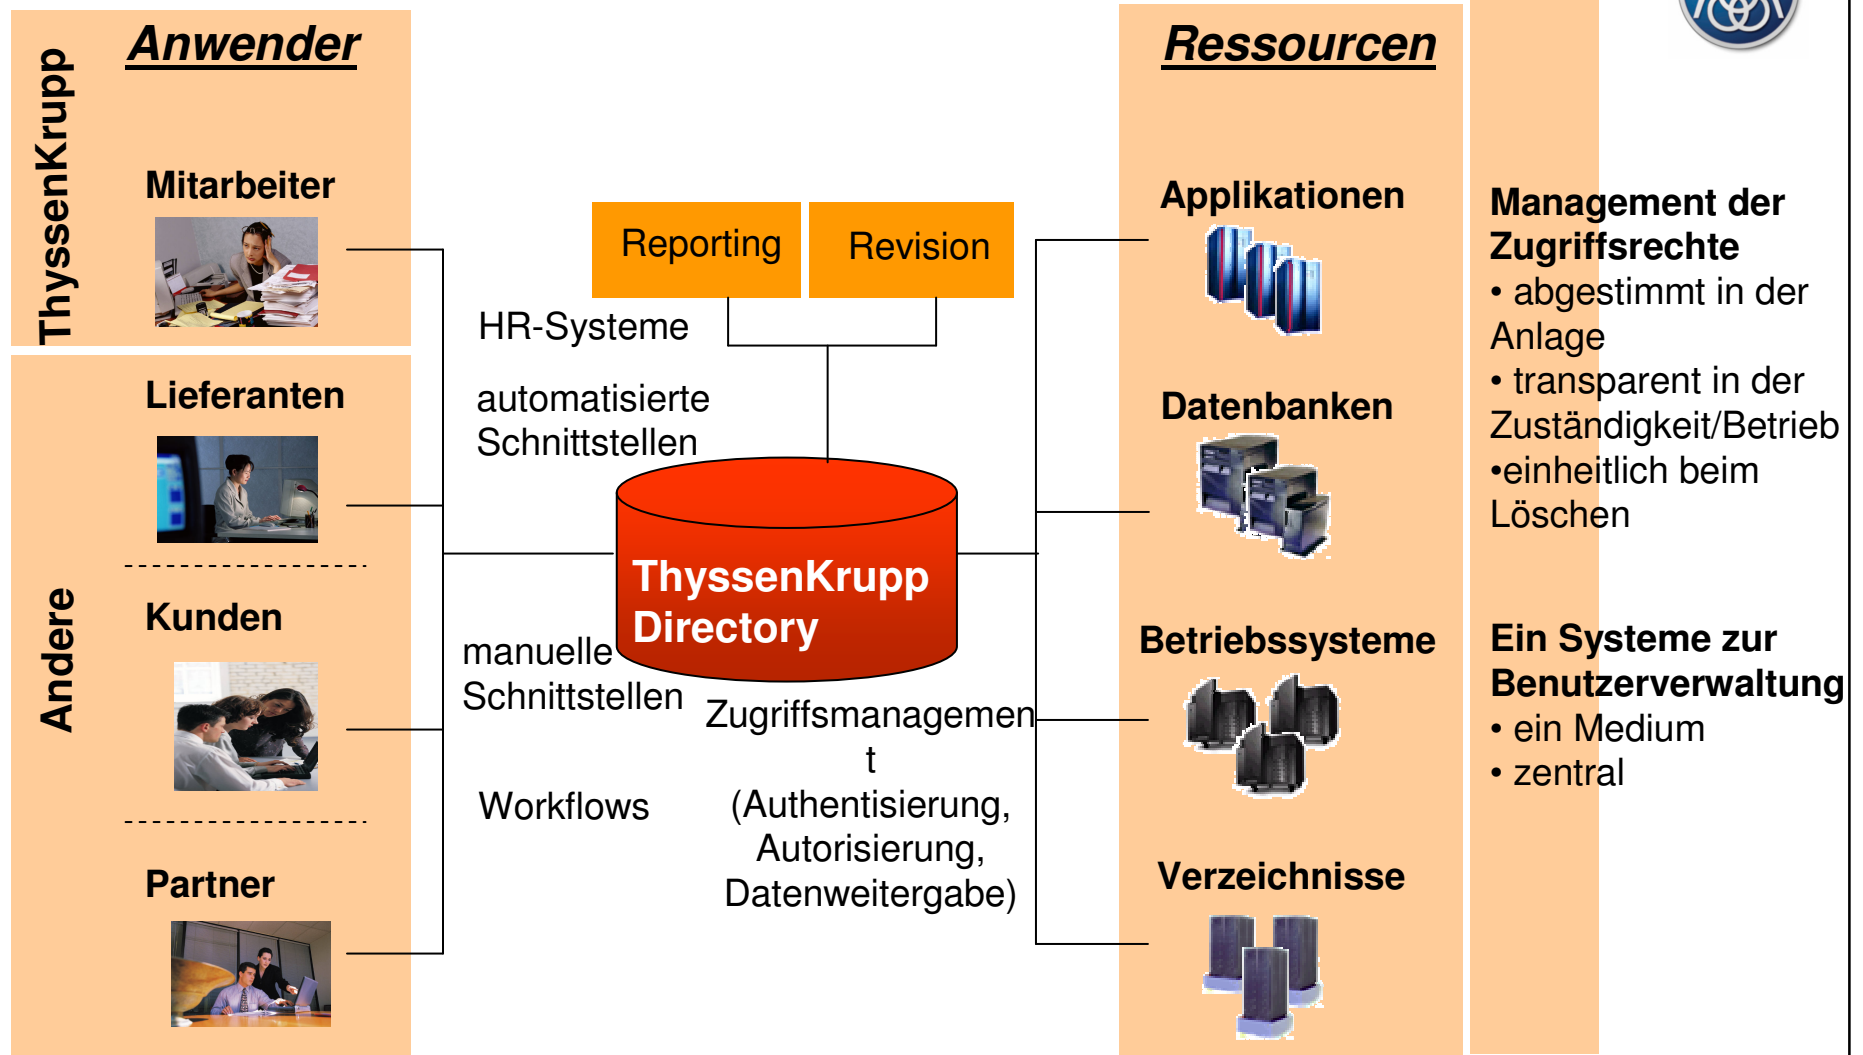 Anwender
ThyssenKrupp
Mitarbeiter
Andere
Lieferanten
Kunden
Partner
Reporting
Revision
HR-Systeme
automatisierte
Schnittstellen
ThyssenKrupp
Directory
manuelle
Schnittstellen
Workflows
Zugriffsmanagemen
t
(Authentisierung,
Autorisierung,
Datenweitergabe)
Ressourcen
Applikationen
Datenbanken
Betriebssysteme
Verzeichnisse
Management der
Zugriffsrechte
• abgestimmt in der
Anlage
• transparent in der
Zuständigkeit/Betrieb
•einheitlich beim
Löschen
Ein Systeme zur
Benutzerverwaltung
• ein Medium
• zentral